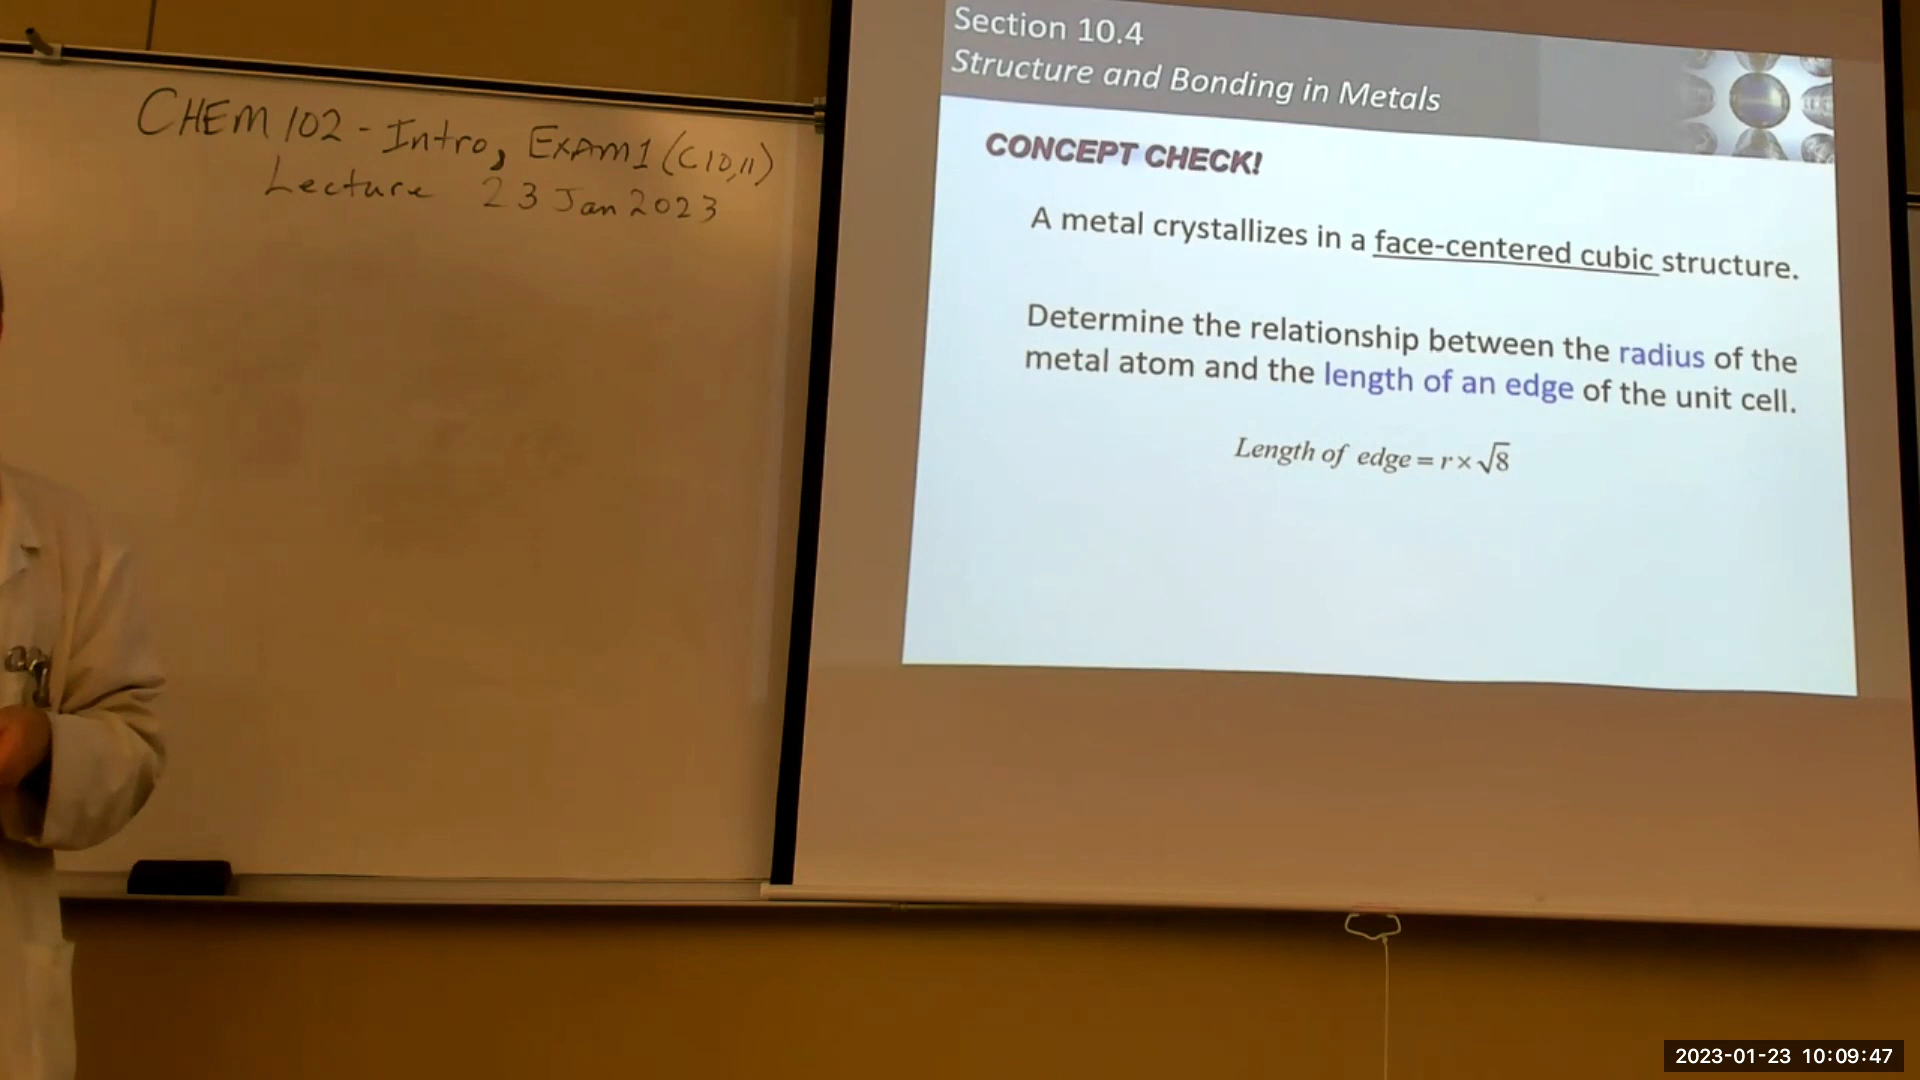 CHEM 102 - Intro, EXAM 1 (C10,11)
Lecture 23 Jan 2023
Section 10.4
Structure and Bonding in Metals
CONCEPT CHECK!
A metal crystallizes in a face-centered cubic structure.
Determine the relationship between the radius of the
metal atom and the length of an edge of the unit cell.
Length of edge = r × √8
2023-01-23 10:09:47